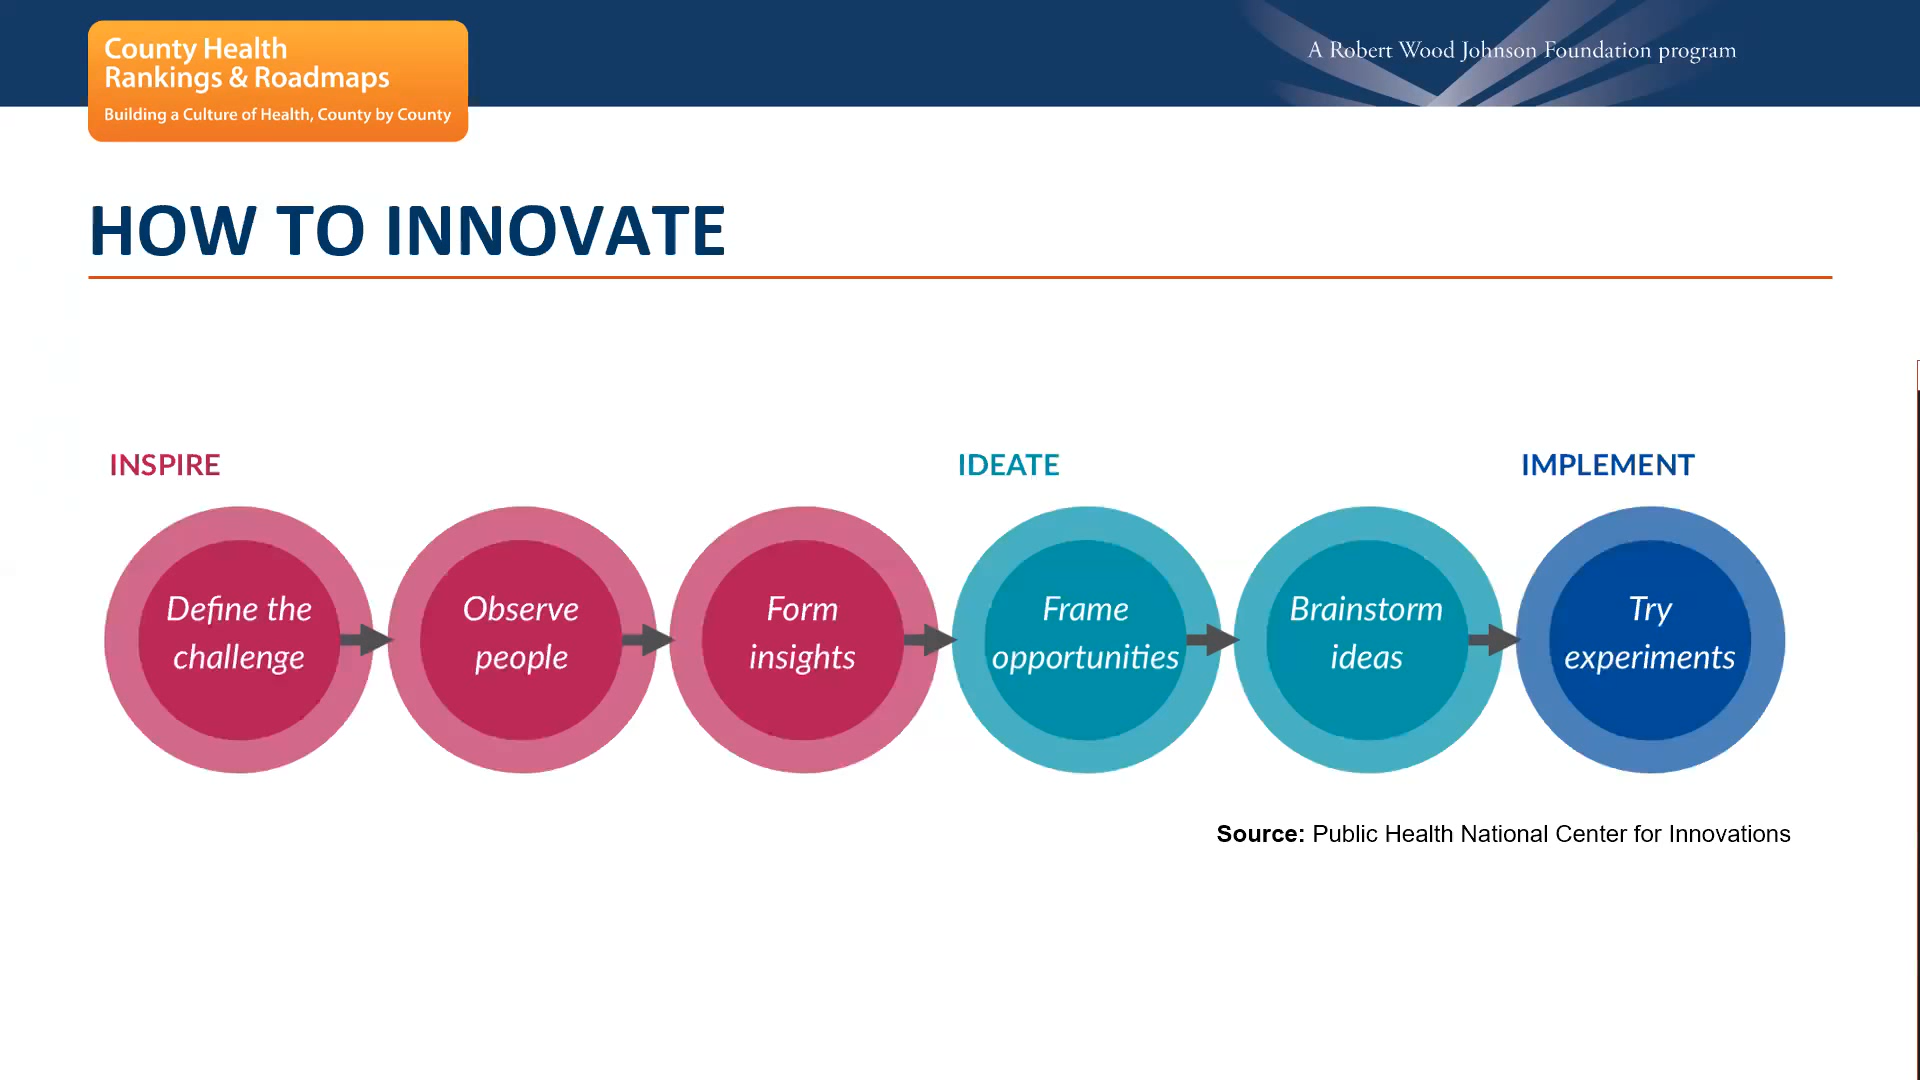 County Health
Rankings & Roadmaps
Building a Culture of Health, County by County
A Robert Wood Johnson Foundation program
HOW TO INNOVATE
INSPIRE
IDEATE
IMPLEMENT
Define the
challenge
Observe
people
Form
insights
Frame
opportunities
Brainstorm
ideas
Try
experiments
Source: Public Health National Center for Innovations